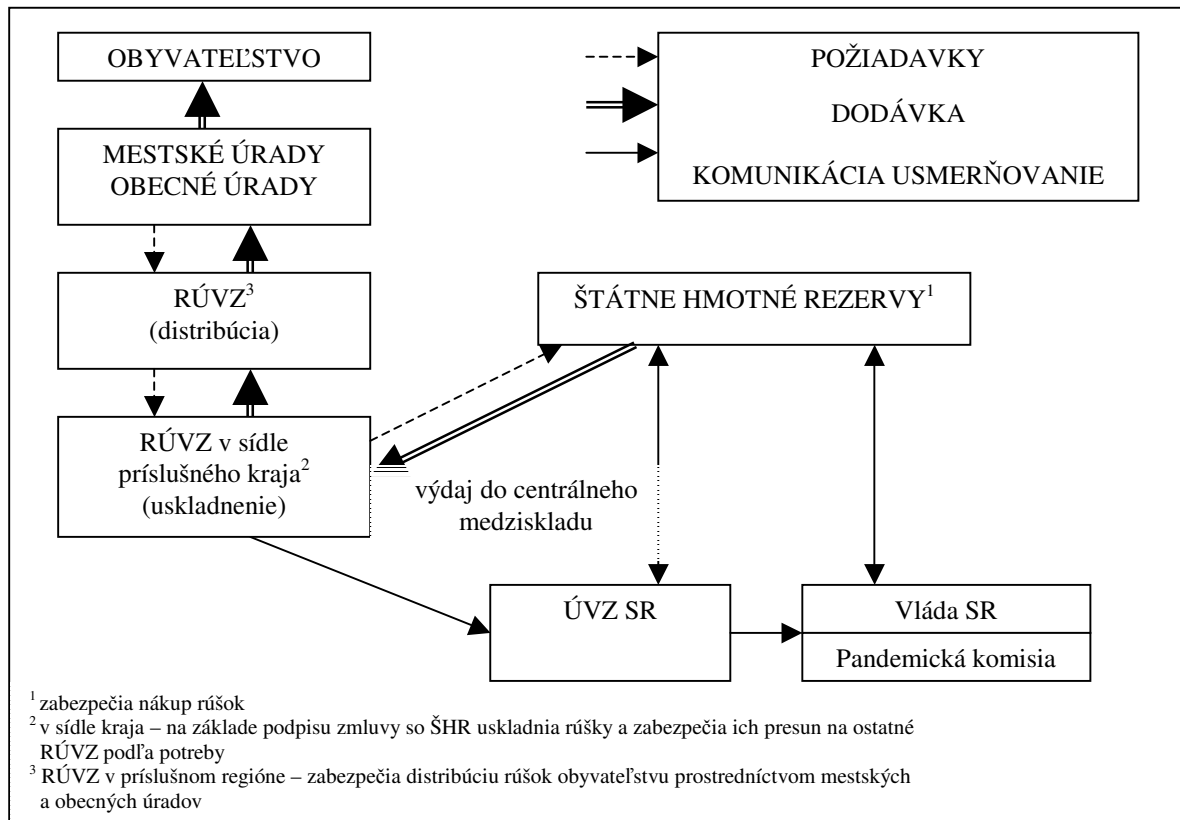 OBYVATEĽSTVO
MESTSKÉ ÚRADY
OBECNÉ ÚRADY
RÚVZ³
(distribúcia)
RÚVZ v sídle
príslušného kraja²
(uskladnenie)
POŽIADAVKY
DODÁVKA
KOMUNIKÁCIA USMERŇOVANIE
ŠTÁTNE HMOTNÉ REZERVY¹
výdaj do centrálneho
medziskladu
ÚVZ SR
Vláda SR
Pandemická komisia
¹ zabezpečia nákup rúšok
² v sídle kraja – na základe podpisu zmluvy so ŠHR uskladnia rúšky a zabezpečia ich presun na ostatné
RÚVZ podľa potreby
³ RÚVZ v príslušnom regióne – zabezpečia distribúciu rúšok obyvateľstvu prostredníctvom mestských
a obecných úradov